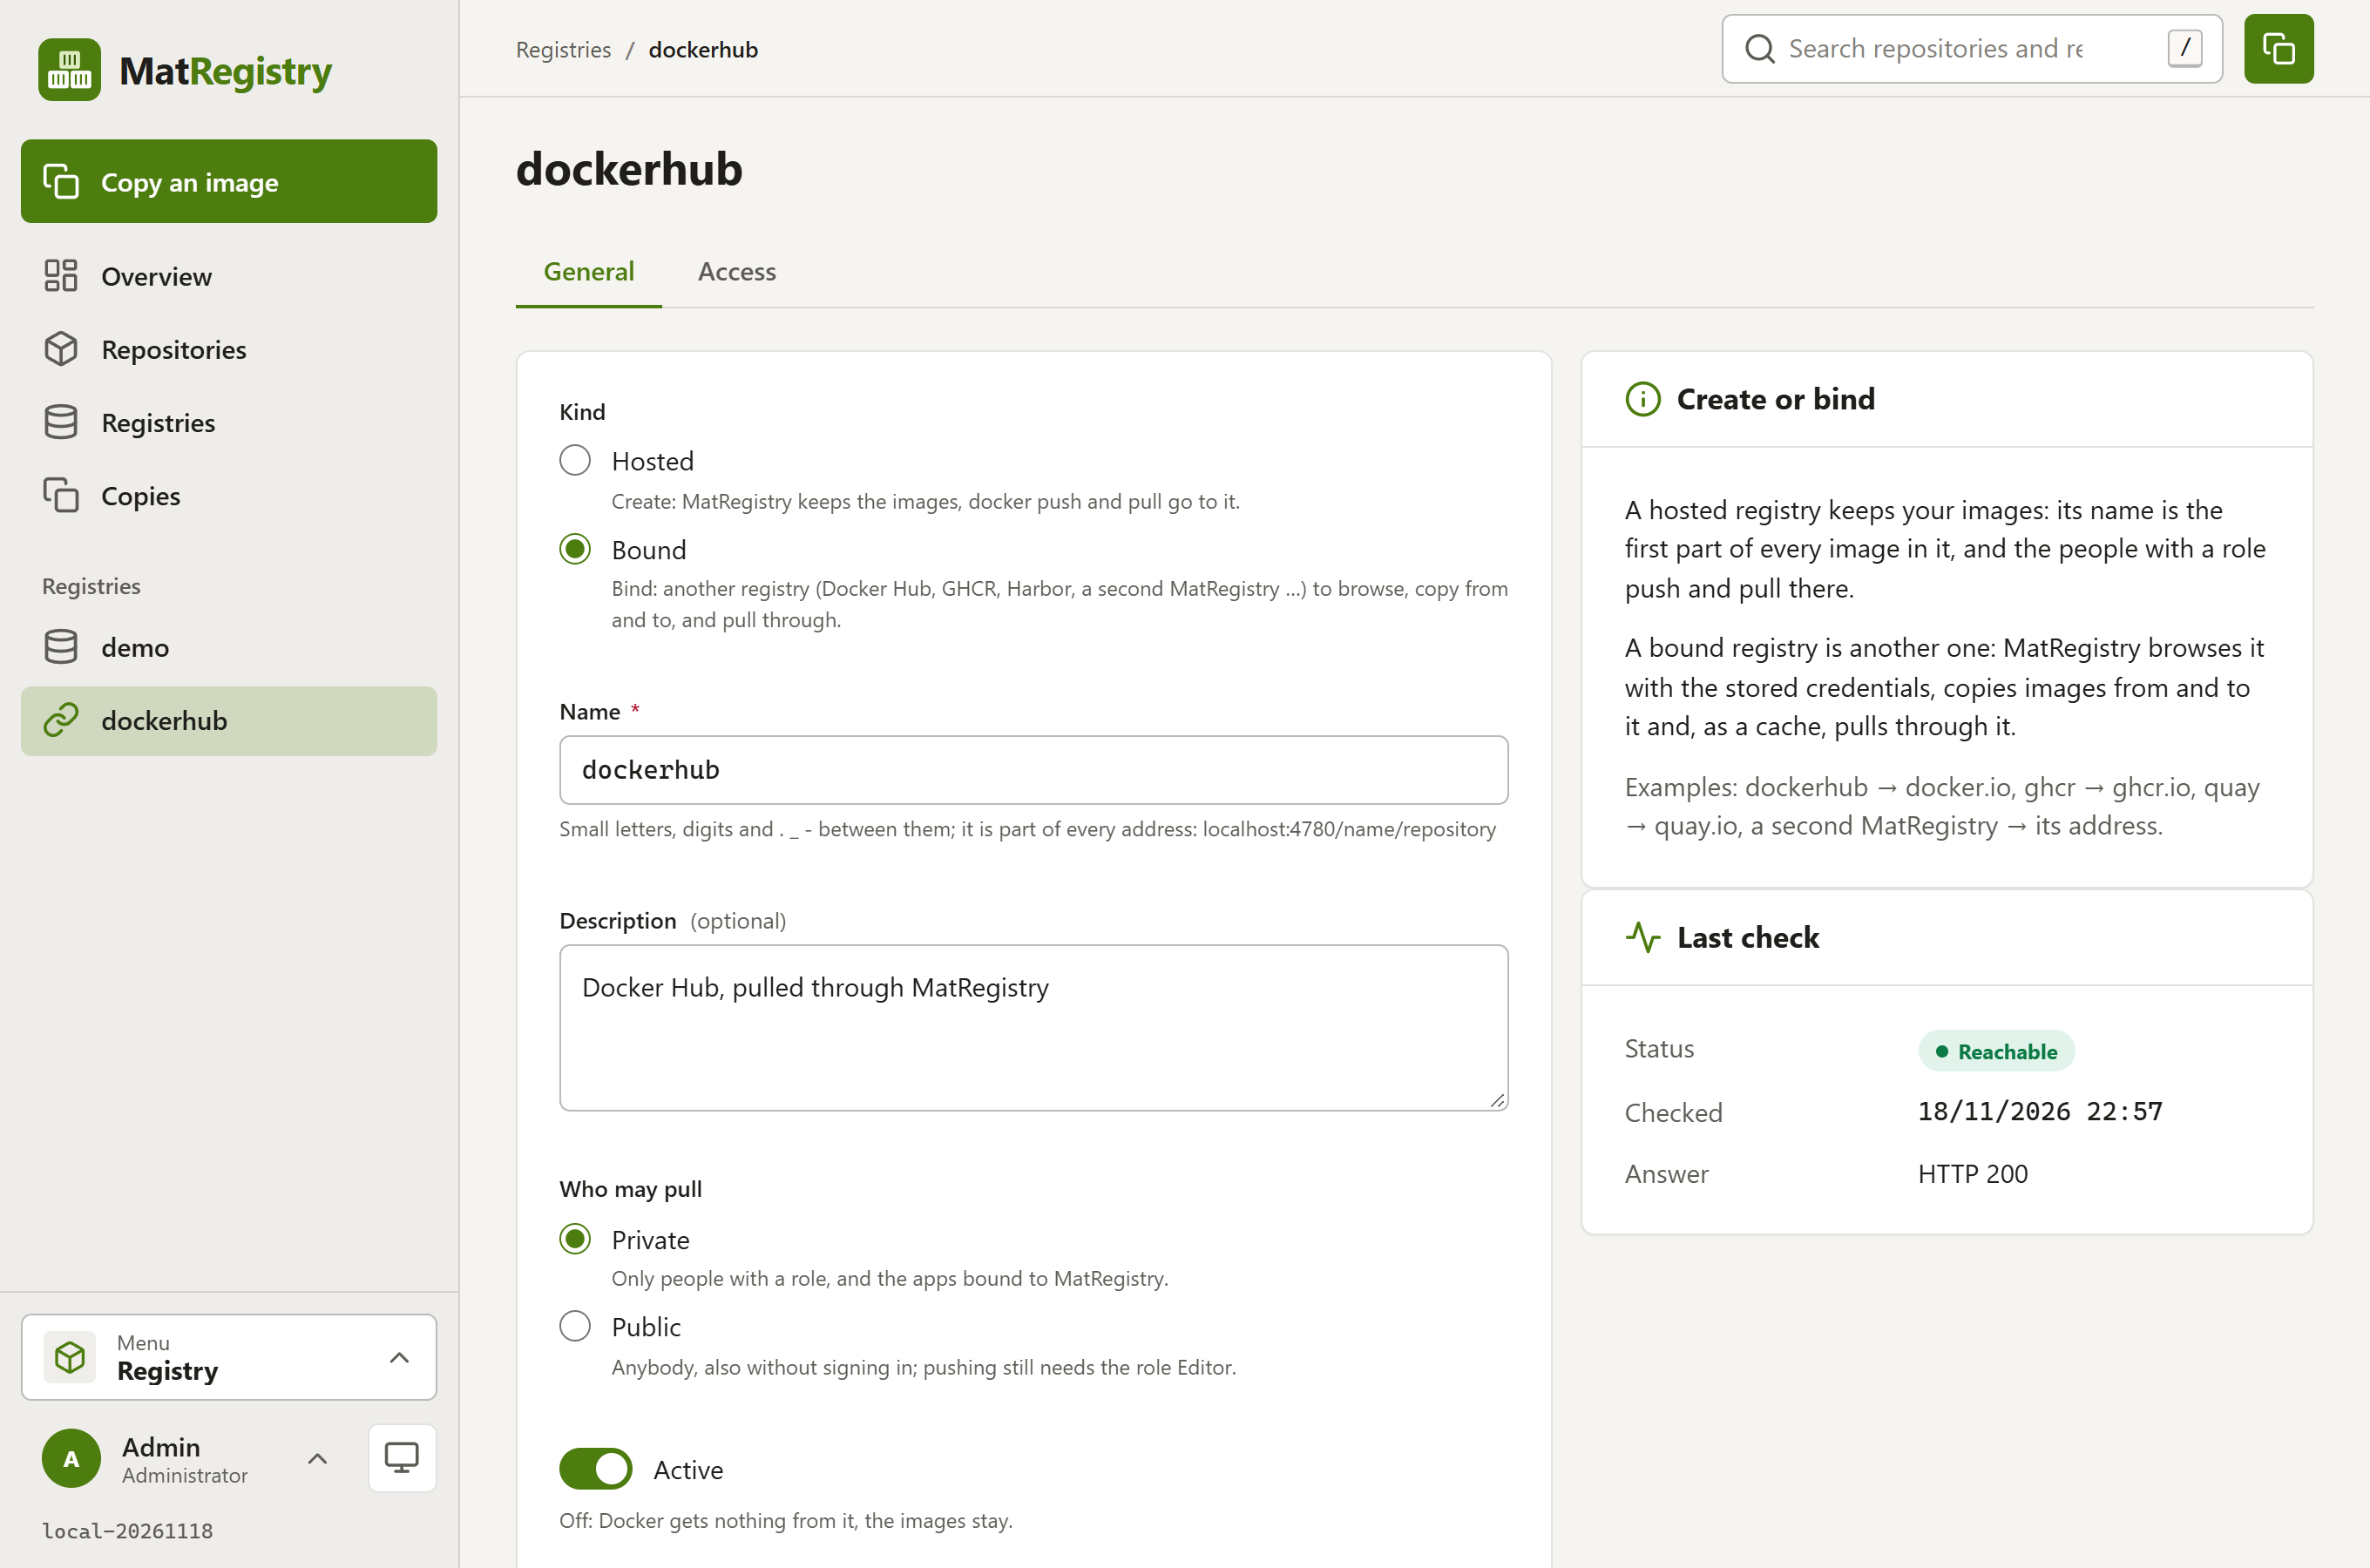 MatRegistry
Copy an image
Overview
Repositories
Registries
Copies
Registries
demo
dockerhub
Menu
Registry
A
Admin
Administrator
local-20261118
Registries / dockerhub
Search repositories and re
/
dockerhub
General
Access
Kind
Hosted
Create: MatRegistry keeps the images, docker push and pull go to it.
Bound
Bind: another registry (Docker Hub, GHCR, Harbor, a second MatRegistry ...) to browse, copy from
and to, and pull through.
Name *
dockerhub
Small letters, digits and . _ - between them; it is part of every address: localhost:4780/name/repository
Description (optional)
Docker Hub, pulled through MatRegistry
Who may pull
Private
Only people with a role, and the apps bound to MatRegistry.
Public
Anybody, also without signing in; pushing still needs the role Editor.
Active
Off: Docker gets nothing from it, the images stay.
Create or bind
A hosted registry keeps your images: its name is the
first part of every image in it, and the people with a role
push and pull there.
A bound registry is another one: MatRegistry browses it
with the stored credentials, copies images from and to
it and, as a cache, pulls through it.
Examples: dockerhub → docker.io, ghcr → ghcr.io, quay
→ quay.io, a second MatRegistry → its address.
Last check
Status
Reachable
Checked
18/11/2026 22:57
Answer
HTTP 200